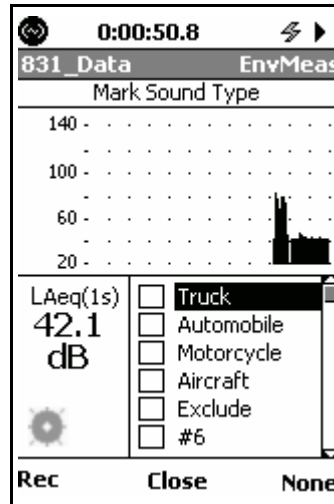 0:00:50.8
831_Data EnvMeas
Mark Sound Type
140
100
60
20
LAeq(1s)
42.1
dB
Truck
Automobile
Motorcycle
Aircraft
Exclude
#6
Rec Close None